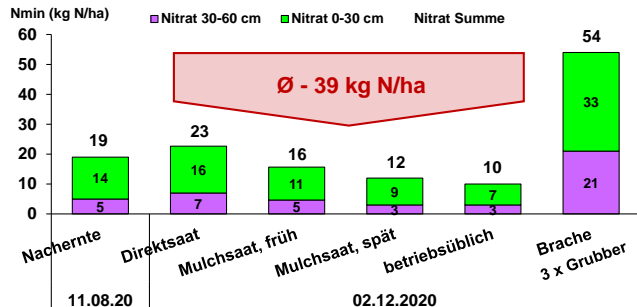 Nmin (kg N/ha)
Nitrat 30-60 cm
Nitrat 0-30 cm
Nitrat Summe
60
50
40
30
20
10
0
Ø - 39 kg N/ha
19
23
16
12
10
54
14
16
11
9
7
33
5
7
5
3
3
21
Nachernte
Direktsaat
Mulchsaat, früh
Mulchsaat, spät
betriebsüblich
Brache
3 x Grubber
11.08.20
02.12.2020